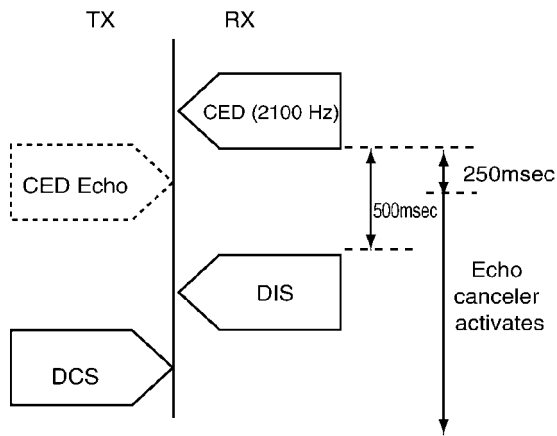 TX
RX
CED (2100 Hz)
CED Echo
250msec
500msec
DIS
Echo
canceler
activates
DCS